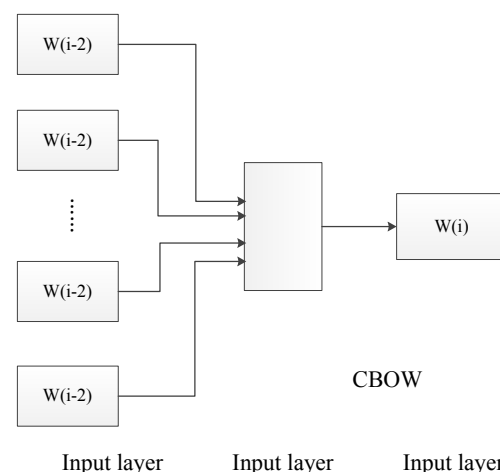 W(i-2)
W(i-2)
W(i-2)
W(i-2)
W(i)
CBOW
Input layer
Input layer
Input layer